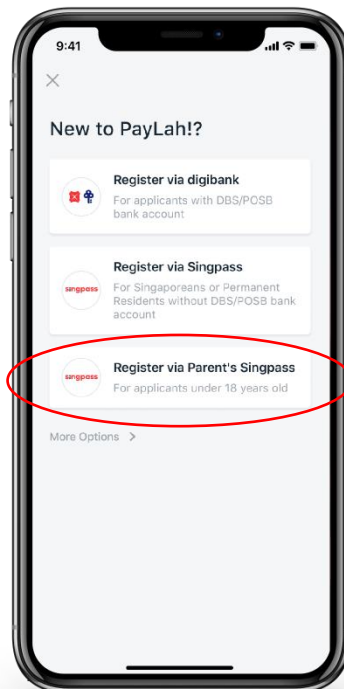 9:41
New to PayLah!?
Register via digibank
For applicants with DBS/POSB
bank account
Register via Singpass
singpass
For Singaporeans or Permanent
Residents without DBS/POSB bank
account
Register via Parent's Singpass
singpass
For applicants under 18 years old
More Options >